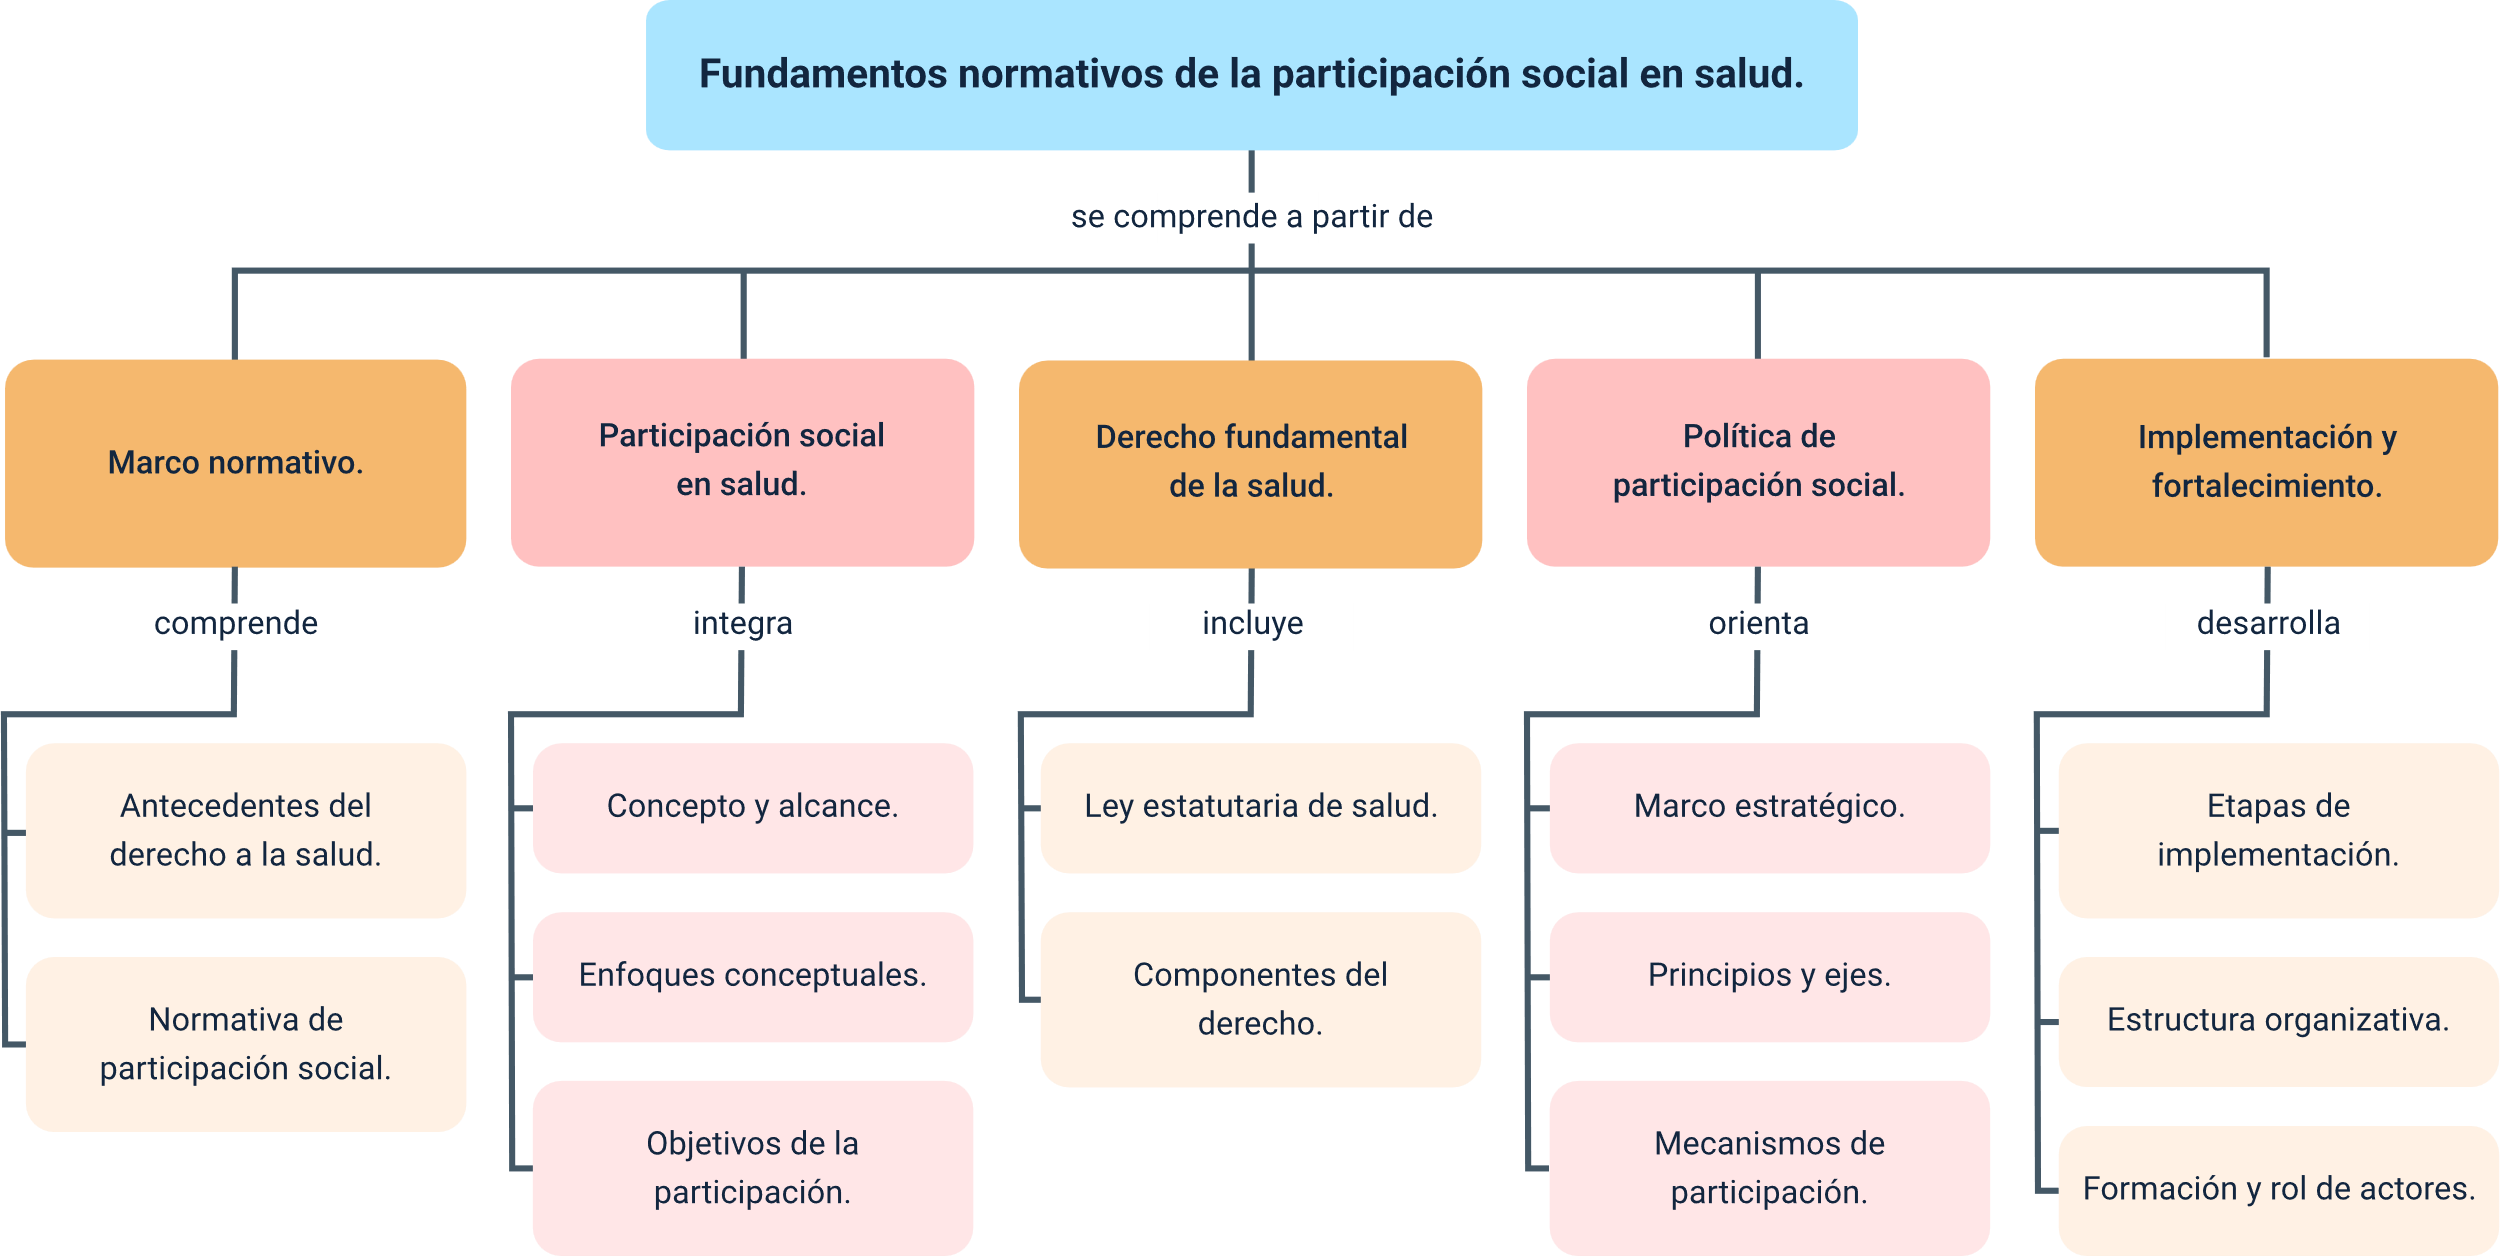 Fundamentos normativos de la participación social en salud.
se comprende a partir de
Marco normativo.
comprende
Antecedentes del
derecho a la salud.
Normativa de
participación social.
Participación social
en salud.
integra
Concepto y alcance.
Enfoques conceptuales.
Objetivos de la
participación.
Derecho fundamental
de la salud.
incluye
Ley estatutaria de salud.
Componentes del
derecho.
Política de
participación social.
orienta
Marco estratégico.
Principios y ejes.
Mecanismos de
participación.
Implementación y
fortalecimiento.
desarrolla
Etapas de
implementación.
Estructura organizativa.
Formación y rol de actores.